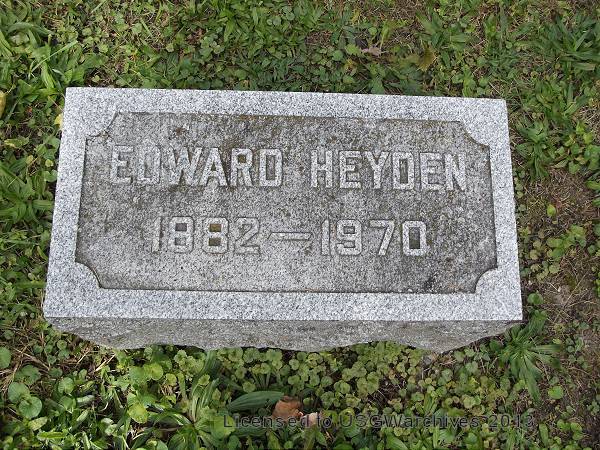 EDWARD HEYDEN
1882—1970
Licensed to USGWarchives 2013